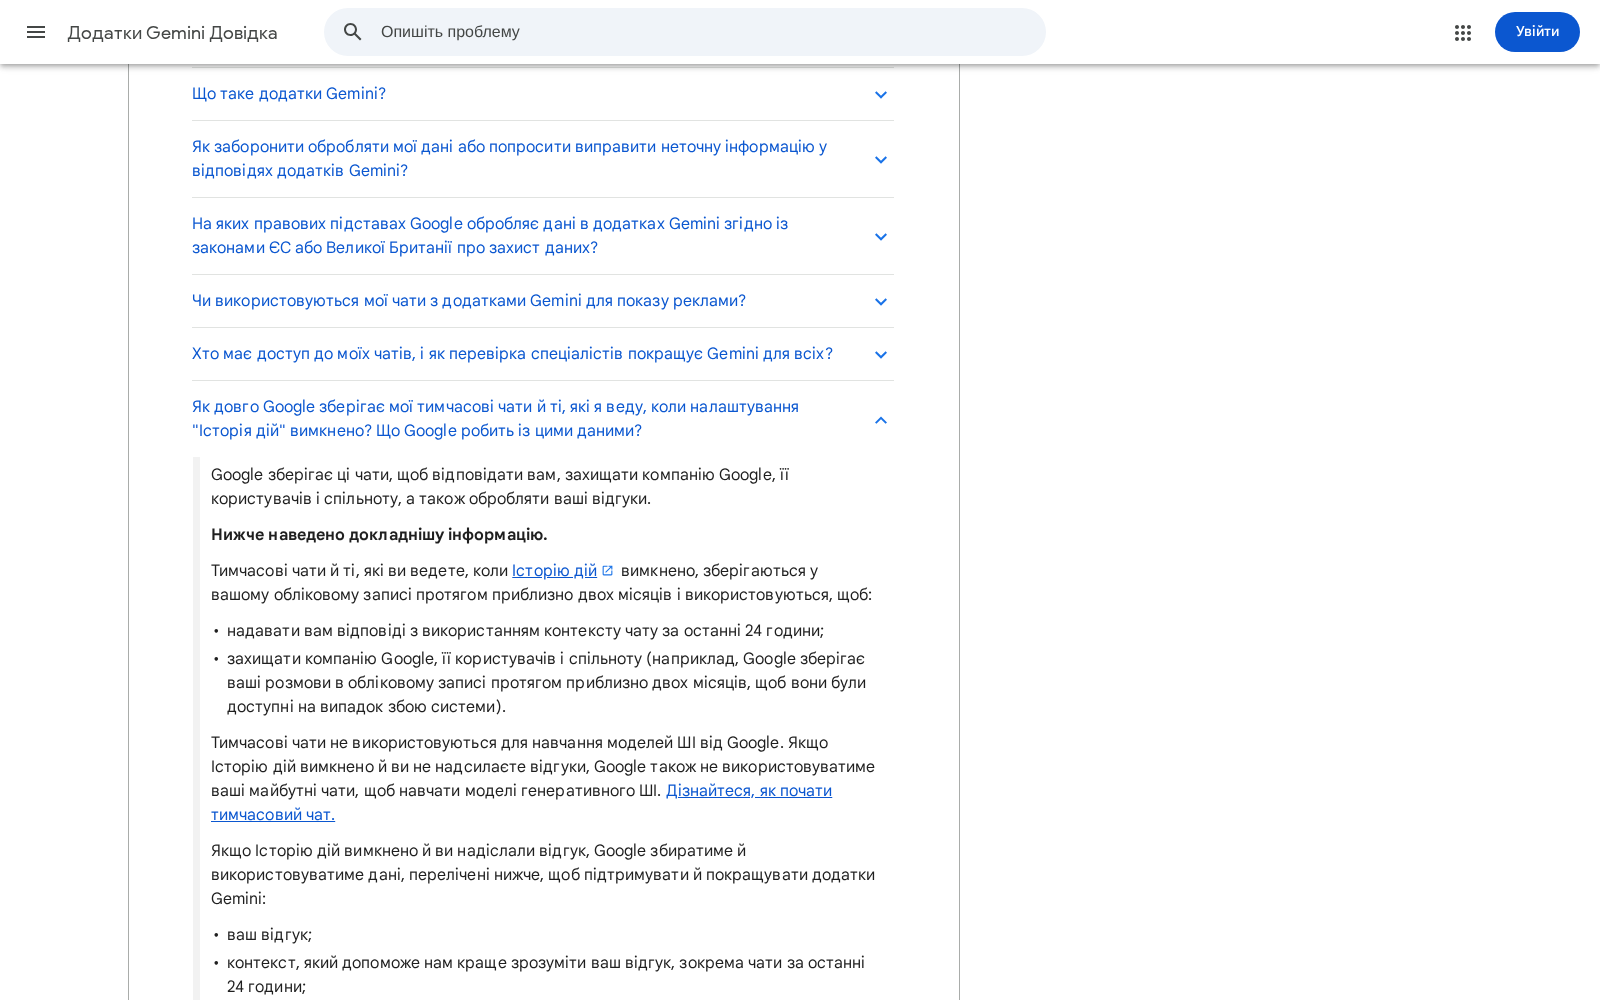 Додатки Gemini Довідка
Опишіть проблему
Увійти
Що таке додатки Gemini?
Як заборонити обробляти мої дані або попросити виправити неточну інформацію у
відповідях додатків Gemini?
На яких правових підставах Google обробляє дані в додатках Gemini згідно із
законами ЄС або Великої Британії про захист даних?
Чи використовуються мої чати з додатками Gemini для показу реклами?
Хто має доступ до моїх чатів, і як перевірка спеціалістів покращує Gemini для всіх?
Як довго Google зберігає мої тимчасові чати й ті, які я веду, коли налаштування
"Історія дій" вимкнено? Що Google робить із цими даними?
Google зберігає ці чати, щоб відповідати вам, захищати компанію Google, її
користувачів і спільноту, а також обробляти ваші відгуки.
Нижче наведено докладнішу інформацію.
Тимчасові чати й ті, які ви ведете, коли Історію дій вимкнено, зберігаються у
вашому обліковому записі протягом приблизно двох місяців і використовуються, щоб:
• надавати вам відповіді з використанням контексту чату за останні 24 години;
• захищати компанію Google, її користувачів і спільноту (наприклад, Google зберігає
ваші розмови в обліковому записі протягом приблизно двох місяців, щоб вони були
доступні на випадок збою системи).
Тимчасові чати не використовуються для навчання моделей ШІ від Google. Якщо
Історію дій вимкнено й ви не надсилаєте відгуки, Google також не використовуватиме
ваші майбутні чати, щоб навчати моделі генеративного ШІ. Дізнайтеся, як почати
тимчасовий чат.
Якщо Історію дій вимкнено й ви надіслали відгук, Google збиратиме й
використовуватиме дані, перелічені нижче, щоб підтримувати й покращувати додатки
Gemini:
• ваш відгук;
• контекст, який допоможе нам краще зрозуміти ваш відгук, зокрема чати за останні
24 години;